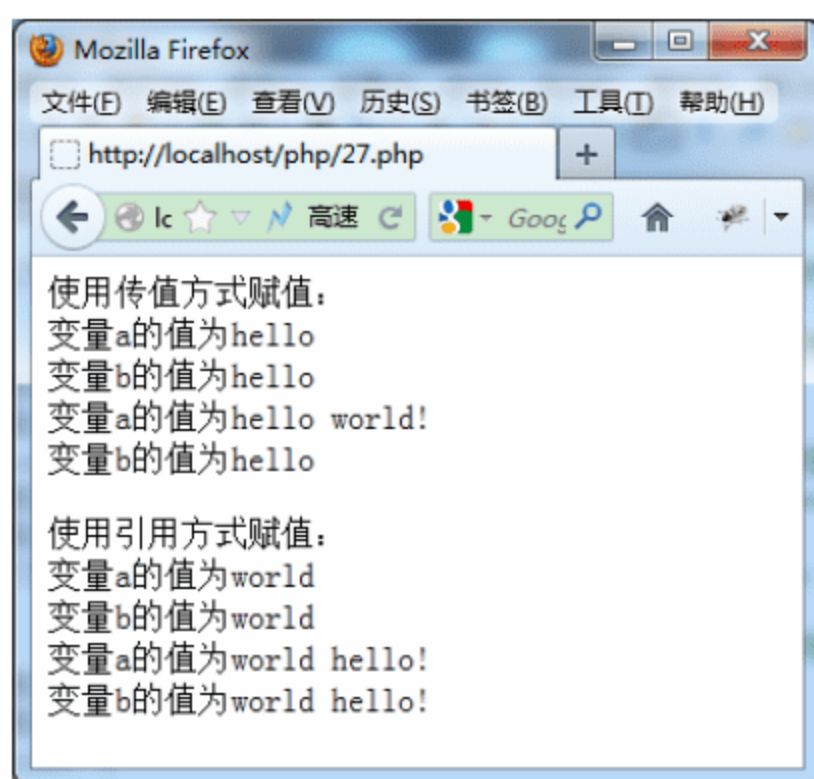 Mozilla Firefox
文件(F) 编辑(E) 查看(V) 历史(S) 书签(B) 工具(T) 帮助(H)
http://localhost/php/27.php +
lc 高速 Goog
使用传值方式赋值：
变量a的值为hello
变量b的值为hello
变量a的值为hello world!
变量b的值为hello
使用引用方式赋值：
变量a的值为world
变量b的值为world
变量a的值为world hello!
变量b的值为world hello!